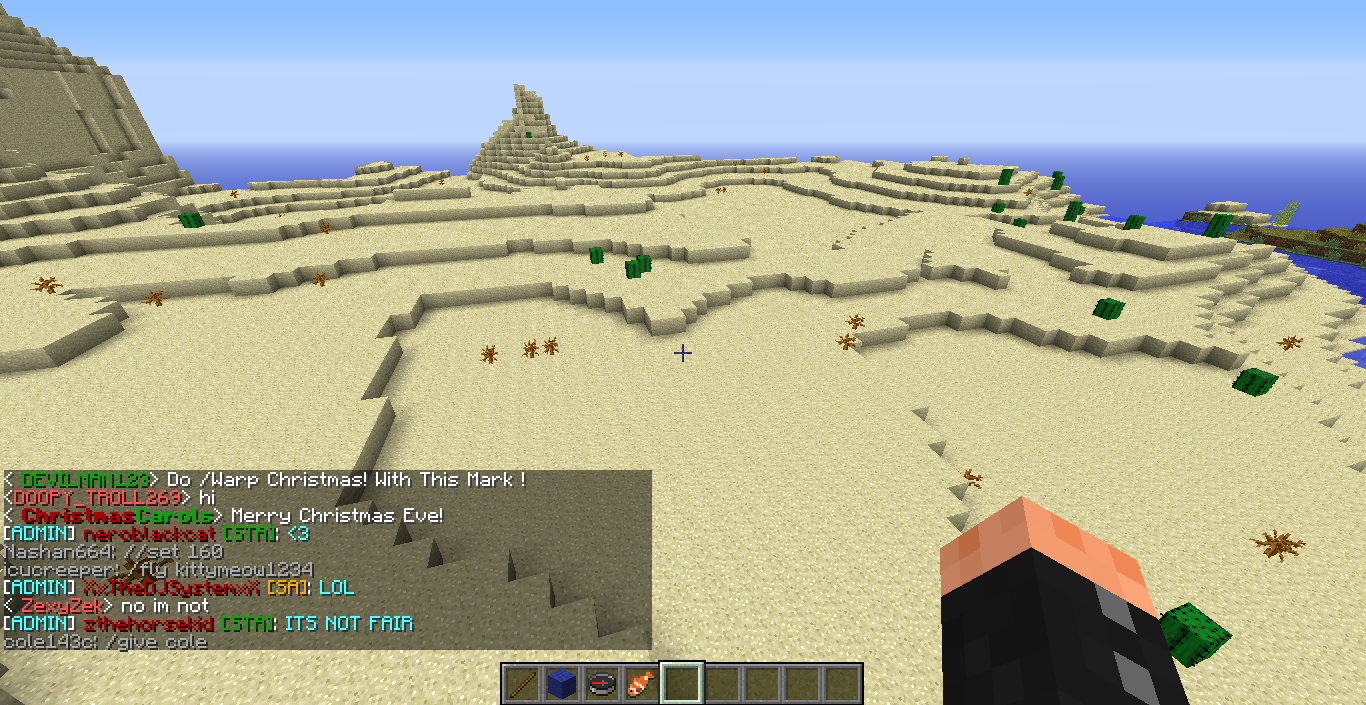 < DEVILMAN123> Do /Warp Christmas! With This Mark !
<DOOPY_TROLL269> hi
< ChristmasCarols> Merry Christmas Eve!
[ADMIN] neroblackcat [STA]: <3
Nashan664: //set 160
icucreeper: /fly kittymeow1234
[ADMIN] XxTheDJSystemxX [SA]: LOL
< ZexyZek> no im not
[ADMIN] zthehorsekid [STA]: ITS NOT FAIR
cole143c: /give cole